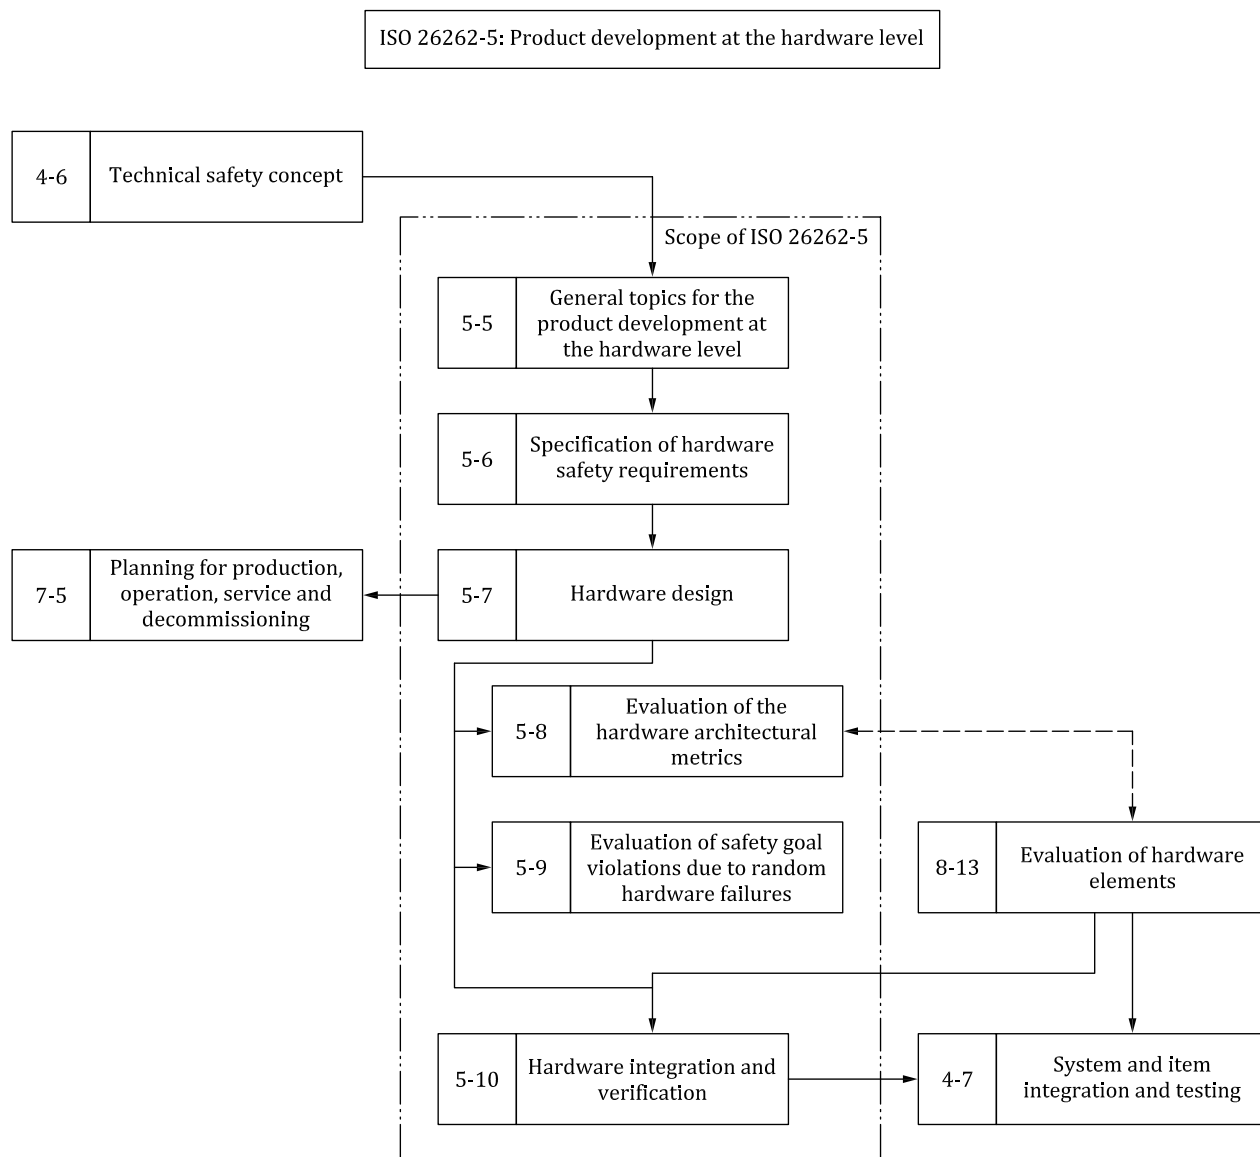 ISO 26262-5: Product development at the hardware level
4-6
Technical safety concept
Scope of ISO 26262-5
5-5
General topics for the
product development at
the hardware level
5-6
Specification of hardware
safety requirements
7-5
Planning for production,
operation, service and
decommissioning
5-7
Hardware design
5-8
Evaluation of the
hardware architectural
metrics
5-9
Evaluation of safety goal
violations due to random
hardware failures
8-13
Evaluation of hardware
elements
5-10
Hardware integration and
verification
4-7
System and item
integration and testing